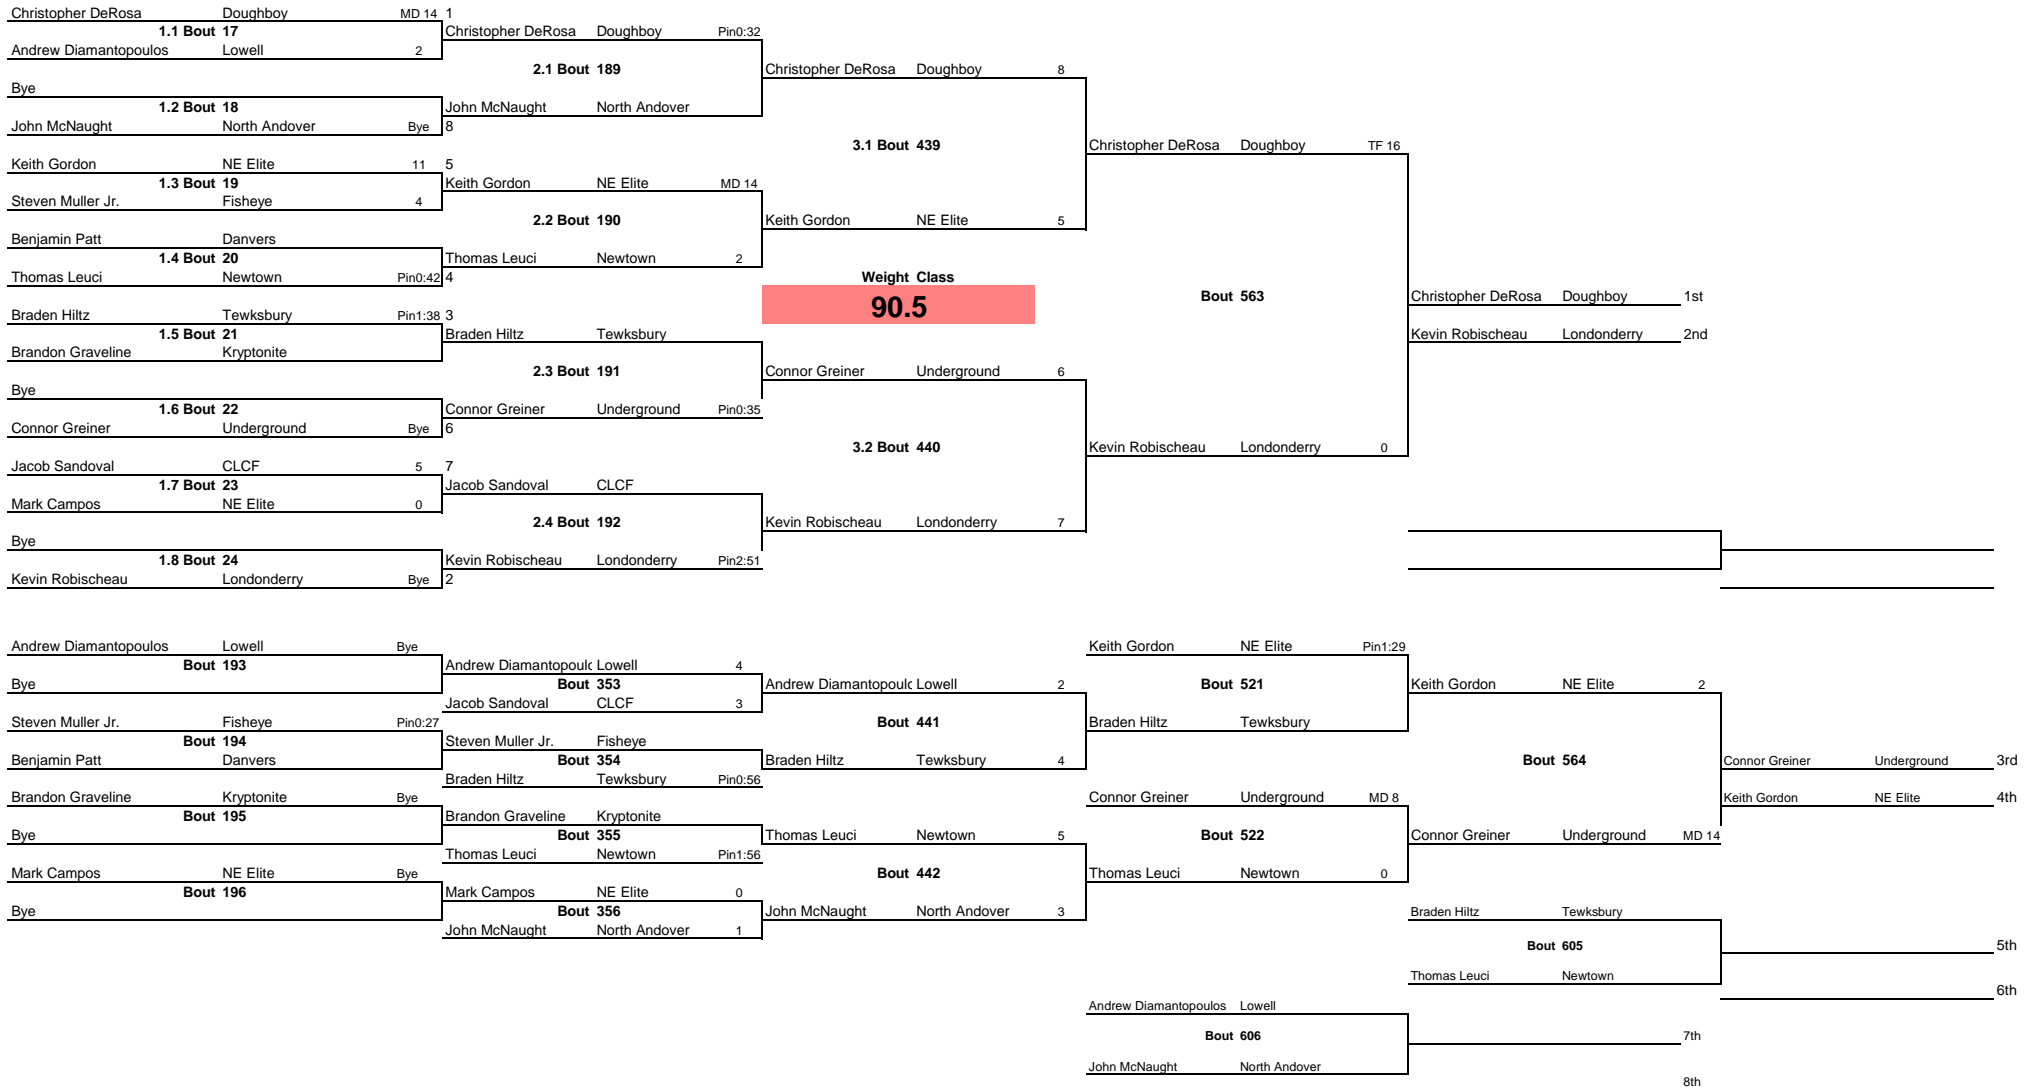 Christopher DeRosa Doughboy MD 14 1
1.1 Bout 17
Andrew Diamantopoulos Lowell 2
Bye
1.2 Bout 18
John McNaught North Andover Bye 8
Keith Gordon NE Elite 11 5
1.3 Bout 19
Steven Muller Jr. Fisheye 4
Benjamin Patt Danvers
1.4 Bout 20
Thomas Leuci Newtown Pin0:42 4
Braden Hiltz Tewksbury Pin1:38 3
1.5 Bout 21
Brandon Graveline Kryptonite
Bye
1.6 Bout 22
Connor Greiner Underground Bye 6
Jacob Sandoval CLCF 5 7
1.7 Bout 23
Mark Campos NE Elite 0
Bye
1.8 Bout 24
Kevin Robischeau Londonderry Bye 2
Christopher DeRosa Doughboy Pin0:32
2.1 Bout 189
John McNaught North Andover
Keith Gordon NE Elite MD 14
2.2 Bout 190
Thomas Leuci Newtown 2
Braden Hiltz Tewksbury
2.3 Bout 191
Connor Greiner Underground Pin0:35
Jacob Sandoval CLCF
2.4 Bout 192
Kevin Robischeau Londonderry Pin2:51
Christopher DeRosa Doughboy 8
3.1 Bout 439
Keith Gordon NE Elite 5
Weight Class
90.5
Connor Greiner Underground 6
3.2 Bout 440
Kevin Robischeau Londonderry 7
Christopher DeRosa Doughboy TF 16
Bout 563
Kevin Robischeau Londonderry 0
Christopher DeRosa Doughboy 1st
Kevin Robischeau Londonderry 2nd
Andrew Diamantopoulos Lowell Bye
Bout 193
Bye
Steven Muller Jr. Fisheye Pin0:27
Bout 194
Benjamin Patt Danvers
Brandon Graveline Kryptonite Bye
Bout 195
Bye
Mark Campos NE Elite Bye
Bout 196
Bye
Andrew Diamantopoulc Lowell 4
Bout 353
Jacob Sandoval CLCF 3
Steven Muller Jr. Fisheye
Bout 354
Braden Hiltz Tewksbury Pin0:56
Brandon Graveline Kryptonite
Bout 355
Thomas Leuci Newtown Pin1:56
Mark Campos NE Elite 0
Bout 356
John McNaught North Andover 1
Andrew Diamantopoulc Lowell 2
Bout 441
Braden Hiltz Tewksbury 4
Thomas Leuci Newtown 5
Bout 442
John McNaught North Andover 3
Keith Gordon NE Elite Pin1:29
Bout 521
Braden Hiltz Tewksbury
Connor Greiner Underground MD 8
Bout 522
Thomas Leuci Newtown 0
Keith Gordon NE Elite 2
Bout 564
Connor Greiner Underground MD 14
Connor Greiner Underground 3rd
Keith Gordon NE Elite 4th
Braden Hiltz Tewksbury
Bout 605
Thomas Leuci Newtown
5th
6th
Andrew Diamantopoulos Lowell
Bout 606
John McNaught North Andover
7th
8th